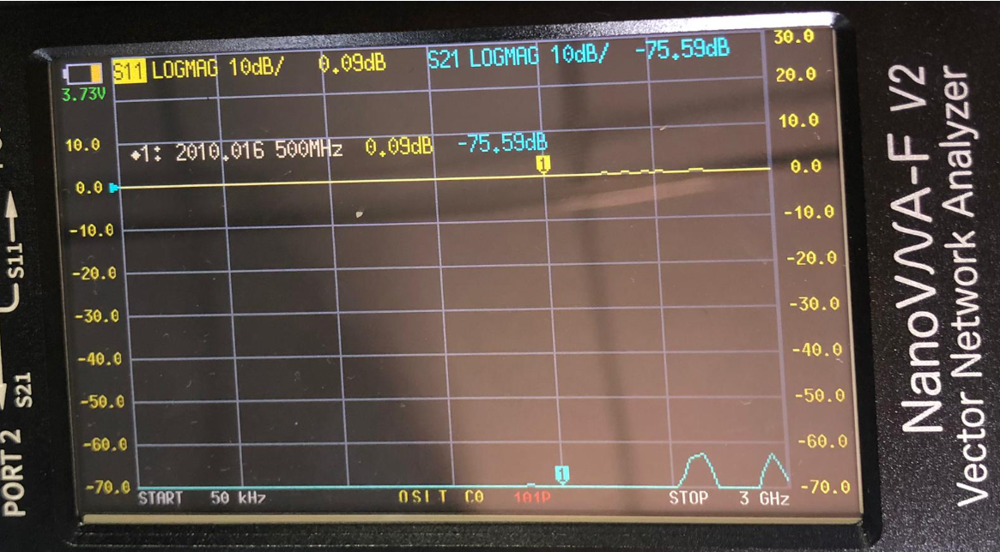 S11 LOGMAG 10dB/ 0.09dB S21 LOGMAG 10dB/ -75.59dB
3.73V
1: 2010.016 500MHz 0.09dB -75.59dB
1
1
30.0
20.0
10.0 10.0
0.0 0.0
-10.0 -10.0
-20.0 -20.0
-30.0 -30.0
-40.0 -40.0
-50.0 -50.0
-60.0 -60.0
-70.0 -70.0
START 50 kHz OSLT C0 101P STOP 3 GHz
S11
PORT 2 S21
NanoVNA-F V2
Vector Network Analyzer